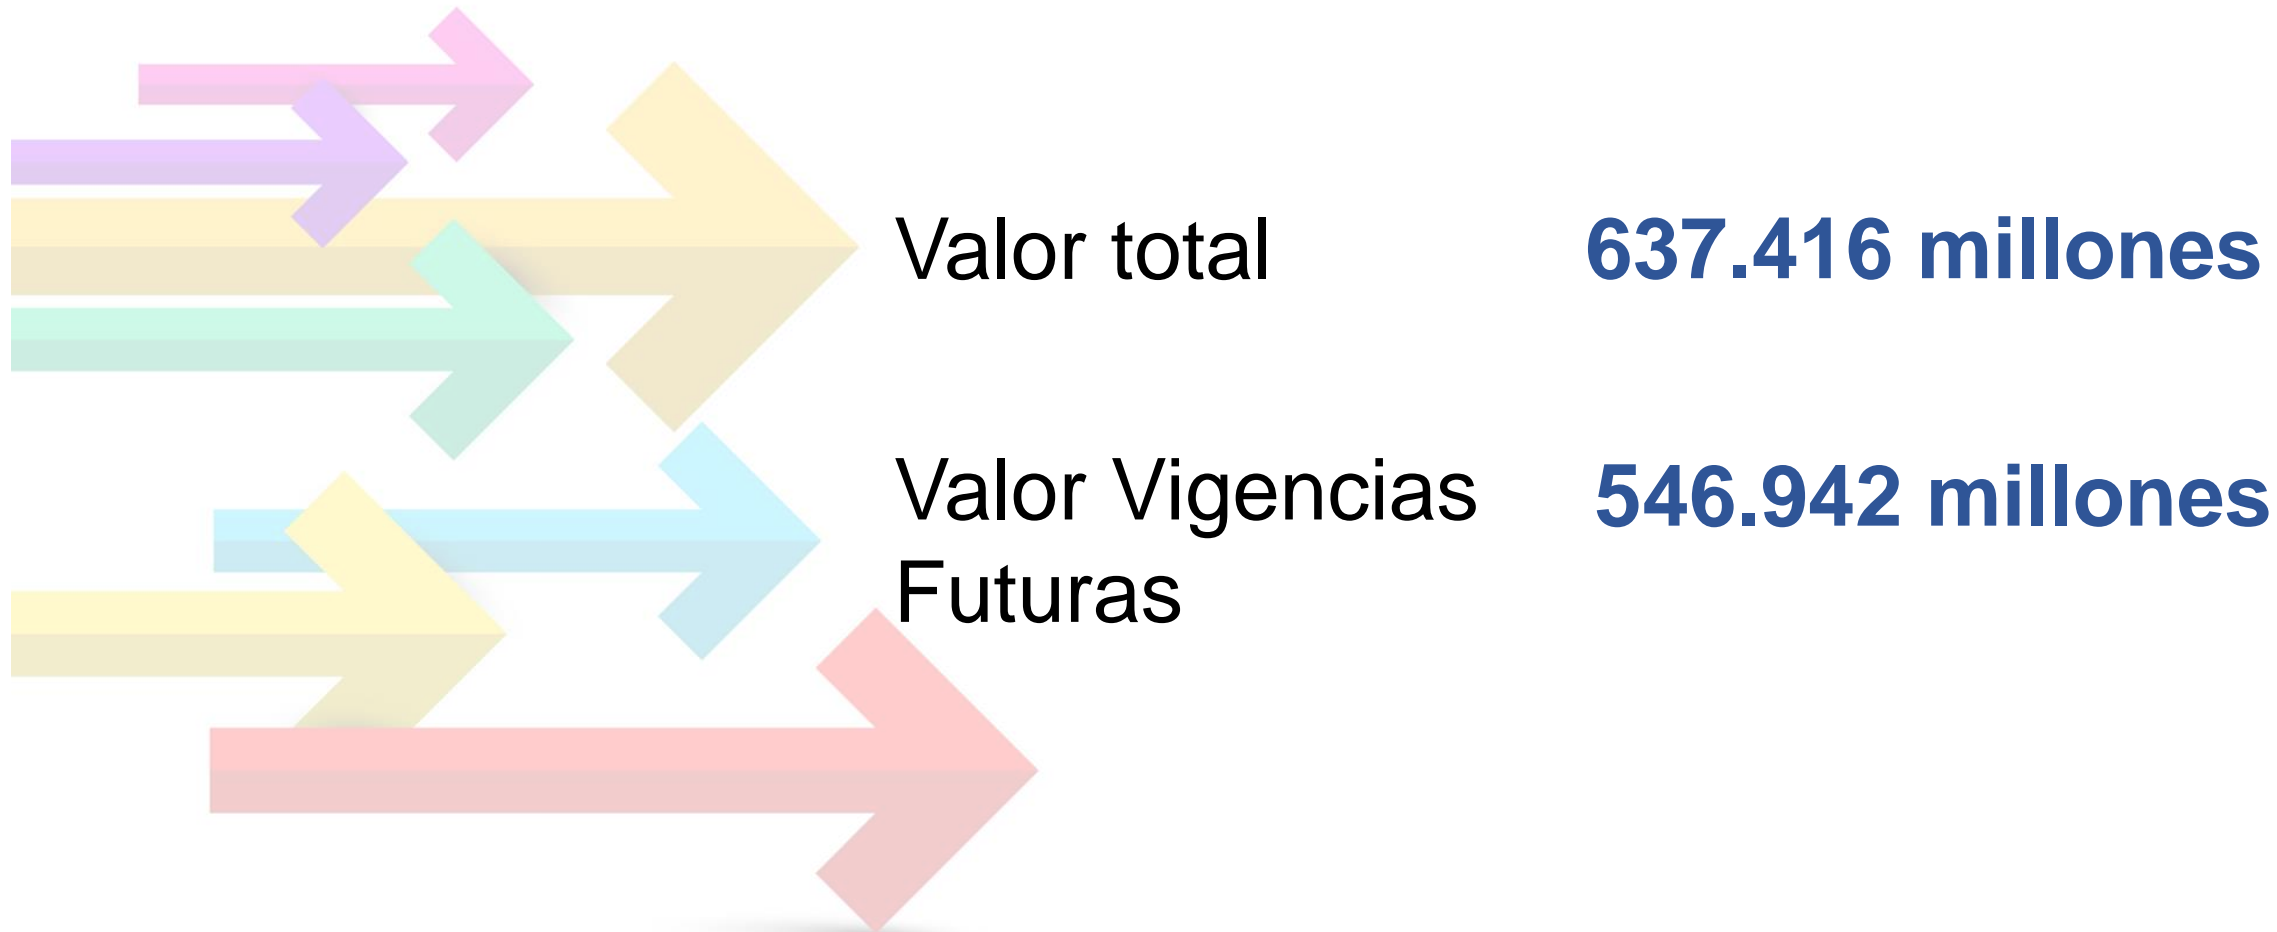 Valor total 637.416 millones
Valor Vigencias 546.942 millones
Futuras